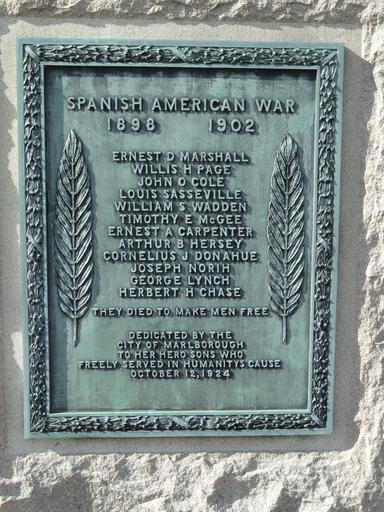 SPANISH AMERICAN WAR
1898 1902
ERNEST D MARSHALL
WILLIS H PAGE
JOHN O COLE
LOUIS SASSEVILLE
WILLIAM S WADDEN
TIMOTHY E McGEE
ERNEST A CARPENTER
ARTHUR B HERSEY
CORNELIUS J DONAHUE
JOSEPH NORIH
GEORGE LYNCH
HERBERT H CHASE
THEY DIED TO MAKE MEN FREE
DEDICATED BY THE
CITY OF MARLBOROUGH
TO HER HERO SONS WHO
FREELY SERVED IN HUMANITYS CAUSE
OCTOBER 12, 1924